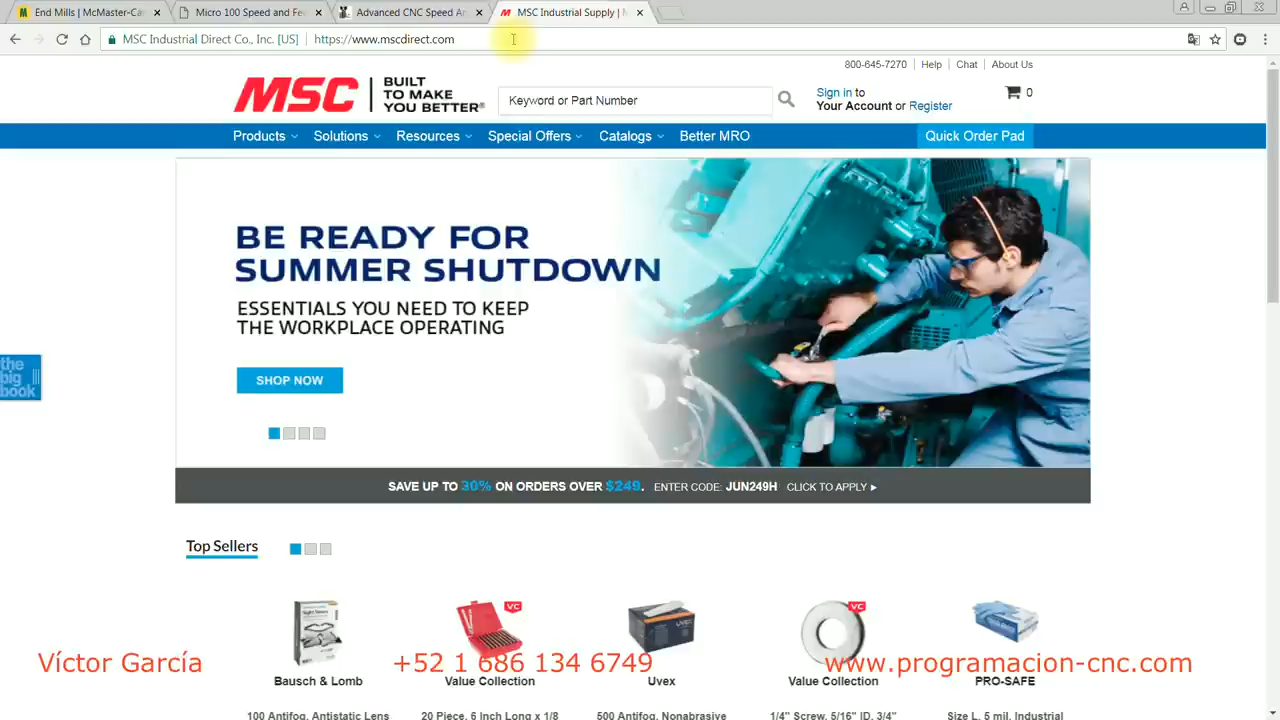 End Mills | McMaster-Ca
Micro 100 Speed and Fe
Advanced CNC Speed A
MSC Industrial Supply |
MSC Industrial Direct Co., Inc. [US]
https://www.mscdirect.com
800-645-7270 Help Chat About Us
MSC
BUILT
TO MAKE
YOU BETTER®
Keyword or Part Number
Sign in to
Your Account or Register
0
Products Solutions Resources Special Offers Catalogs Better MRO Quick Order Pad
BE READY FOR
SUMMER SHUTDOWN
ESSENTIALS YOU NEED TO KEEP
THE WORKPLACE OPERATING
SHOP NOW
the
big
book
SAVE UP TO 30% ON ORDERS OVER $249. ENTER CODE: JUN249H CLICK TO APPLY ▸
Top Sellers
VC
VC
Víctor García
+52 1 686 134 6749
www.programacion-cnc.com
Bausch & Lomb
Value Collection
Uvex
Value Collection
PRO-SAFE
100 Antifog, Antistatic Lens
20 Piece, 6 Inch Long x 1/8
500 Antifog, Nonabrasive
1/4" Screw, 5/16" ID, 3/4"
Size L, 5 mil, Industrial